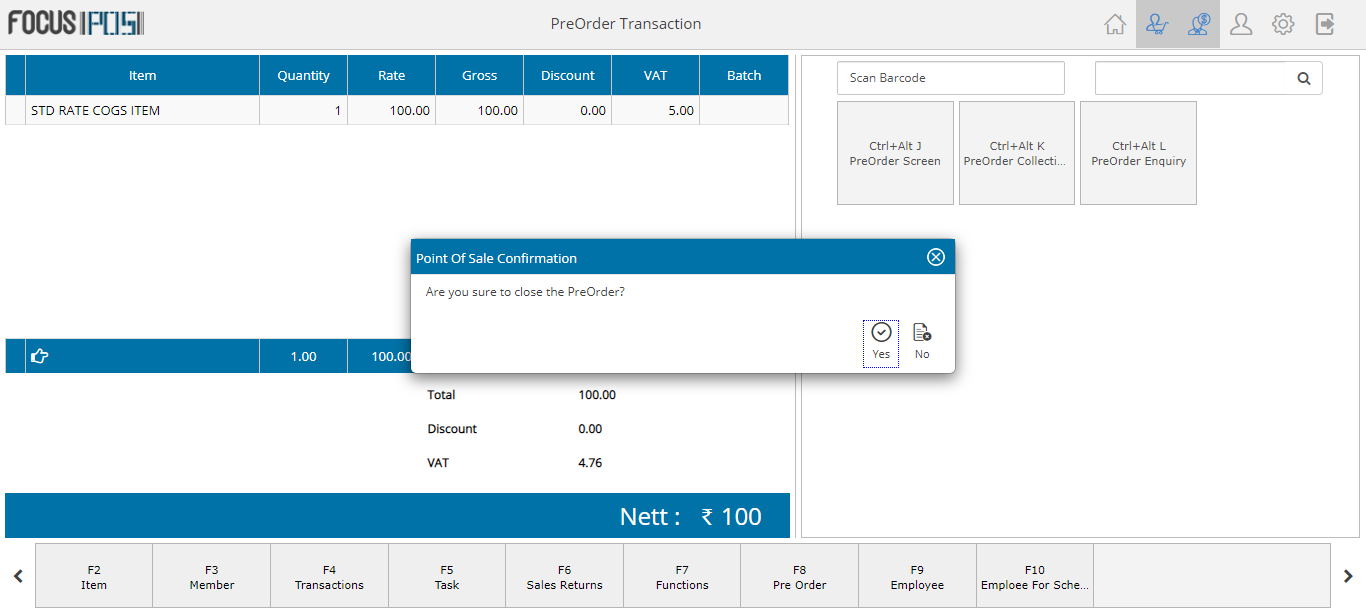 FOCUS POS
PreOrder Transaction
Item Quantity Rate Gross Discount VAT Batch
STD RATE COGS ITEM 1 100.00 100.00 0.00 5.00
Scan Barcode
Ctrl+Alt J
PreOrder Screen
Ctrl+Alt K
PreOrder Collecti...
Ctrl+Alt L
PreOrder Enquiry
Point Of Sale Confirmation
Are you sure to close the PreOrder?
Yes
No
1.00 100.00
Total 100.00
Discount 0.00
VAT 4.76
Nett : ₹ 100
F2
Item
F3
Member
F4
Transactions
F5
Task
F6
Sales Returns
F7
Functions
F8
Pre Order
F9
Employee
F10
Emploee For Sche...